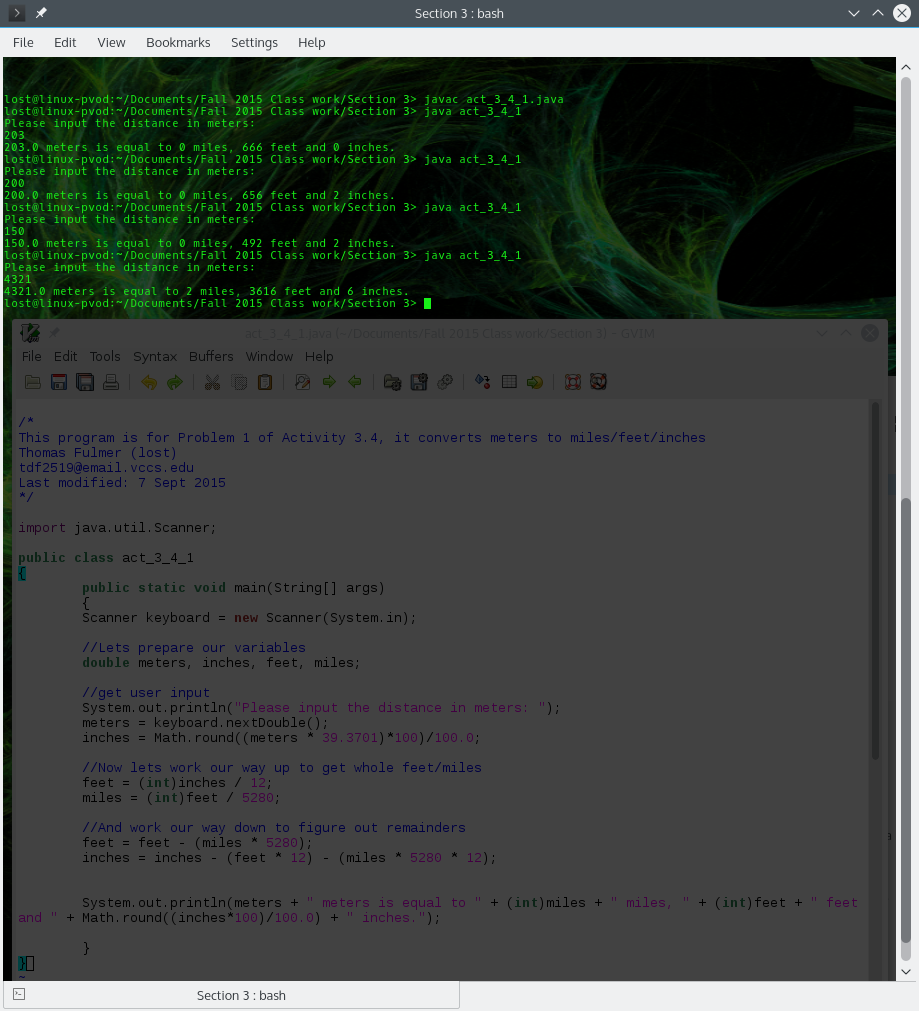 Section 3 : bash
File Edit View Bookmarks Settings Help
lost@linux-pvod:~/Documents/Fall 2015 Class work/Section 3> javac act_3_4_1.java
lost@linux-pvod:~/Documents/Fall 2015 Class work/Section 3> java act_3_4_1
Please input the distance in meters:
203
203.0 meters is equal to 0 miles, 666 feet and 0 inches.
lost@linux-pvod:~/Documents/Fall 2015 Class work/Section 3> java act_3_4_1
Please input the distance in meters:
200
200.0 meters is equal to 0 miles, 656 feet and 2 inches.
lost@linux-pvod:~/Documents/Fall 2015 Class work/Section 3> java act_3_4_1
Please input the distance in meters:
150
150.0 meters is equal to 0 miles, 492 feet and 2 inches.
lost@linux-pvod:~/Documents/Fall 2015 Class work/Section 3> java act_3_4_1
Please input the distance in meters:
4321
4321.0 meters is equal to 2 miles, 3616 feet and 6 inches.
lost@linux-pvod:~/Documents/Fall 2015 Class work/Section 3>
act_3_4_1.java (~/Documents/Fall 2015 Class work/Section 3) - GVIM
File Edit Tools Syntax Buffers Window Help
/*
This program is for Problem 1 of Activity 3.4, it converts meters to miles/feet/inches
Thomas Fulmer (lost)
tdf2519@email.vccs.edu
Last modified: 7 Sept 2015
*/
import java.util.Scanner;
public class act_3_4_1
{
public static void main(String[] args)
{
Scanner keyboard = new Scanner(System.in);
//Lets prepare our variables
double meters, inches, feet, miles;
//get user input
System.out.println("Please input the distance in meters: ");
meters = keyboard.nextDouble();
inches = Math.round((meters * 39.3701)*100)/100.0;
//Now lets work our way up to get whole feet/miles
feet = (int)inches / 12;
miles = (int)feet / 5280;
//And work our way down to figure out remainders
feet = feet - (miles * 5280);
inches = inches - (feet * 12) - (miles * 5280 * 12);
System.out.println(meters + " meters is equal to " + (int)miles + " miles, " + (int)feet + " feet
and " + Math.round((inches*100)/100.0) + " inches.");
}
}
~
Section 3 : bash